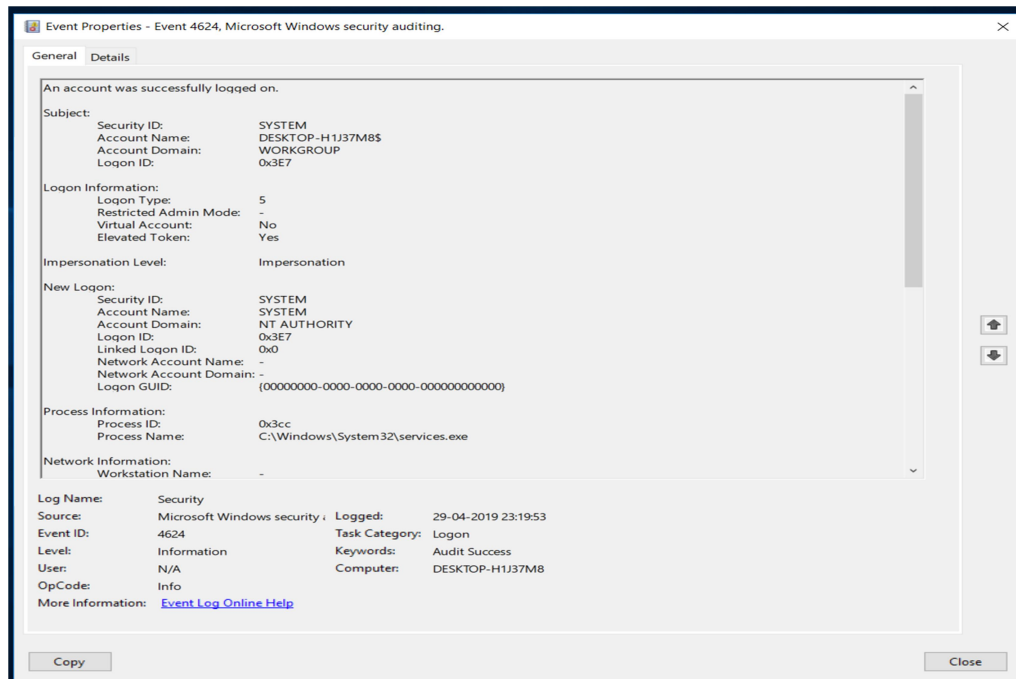 Event Properties - Event 4624, Microsoft Windows security auditing.
General Details
An account was successfully logged on.
Subject:
Security ID: SYSTEM
Account Name: DESKTOP-H1J37M8$
Account Domain: WORKGROUP
Logon ID: 0x3E7
Logon Information:
Logon Type: 5
Restricted Admin Mode: -
Virtual Account: No
Elevated Token: Yes
Impersonation Level: Impersonation
New Logon:
Security ID: SYSTEM
Account Name: SYSTEM
Account Domain: NT AUTHORITY
Logon ID: 0x3E7
Linked Logon ID: 0x0
Network Account Name: -
Network Account Domain: -
Logon GUID: {00000000-0000-0000-0000-000000000000}
Process Information:
Process ID: 0x3cc
Process Name: C:\Windows\System32\services.exe
Network Information:
Workstation Name: -
Log Name: Security
Source: Microsoft Windows security Logged: 29-04-2019 23:19:53
Event ID: 4624 Task Category: Logon
Level: Information Keywords: Audit Success
User: N/A Computer: DESKTOP-H1J37M8
OpCode: Info
More Information: Event Log Online Help
Copy Close